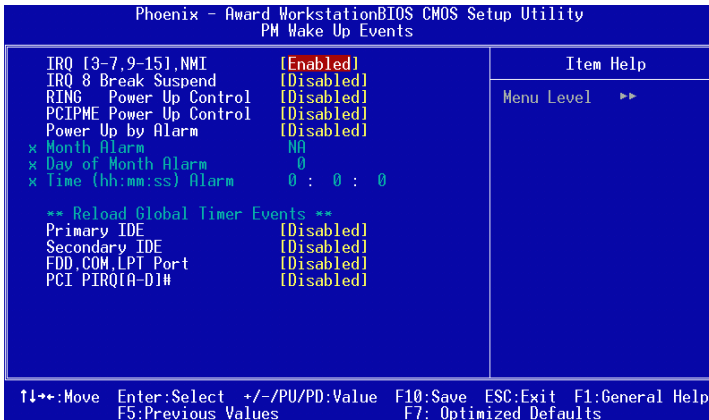 Phoenix - Award WorkstationBIOS CMOS Setup Utility
PM Wake Up Events
IRQ [3-7,9-15],NMI [Enabled]
IRQ 8 Break Suspend [Disabled]
RING Power Up Control [Disabled]
PCIPME Power Up Control [Disabled]
Power Up by Alarm [Disabled]
x Month Alarm NA
x Day of Month Alarm 0
x Time (hh:mm:ss) Alarm 0 : 0 : 0
** Reload Global Timer Events **
Primary IDE [Disabled]
Secondary IDE [Disabled]
FDD,COM,LPT Port [Disabled]
PCI PIRQ[A-D]# [Disabled]
Item Help
Menu Level ▸▸
↑↓→←:Move Enter:Select +/-/PU/PD:Value F10:Save ESC:Exit F1:General Help
F5:Previous Values F7: Optimized Defaults